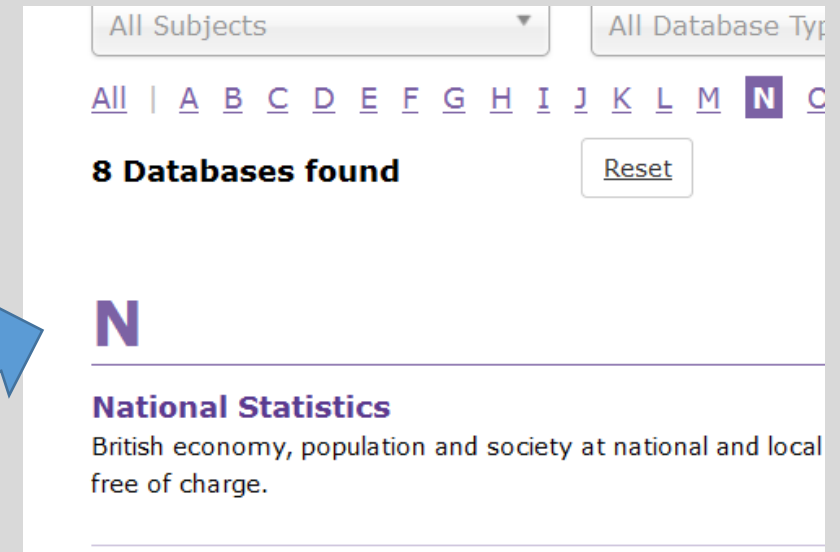 All Subjects All Database Typ
All | A B C D E F G H I J K L M N
8 Databases found Reset
N
National Statistics
British economy, population and society at national and local
free of charge.